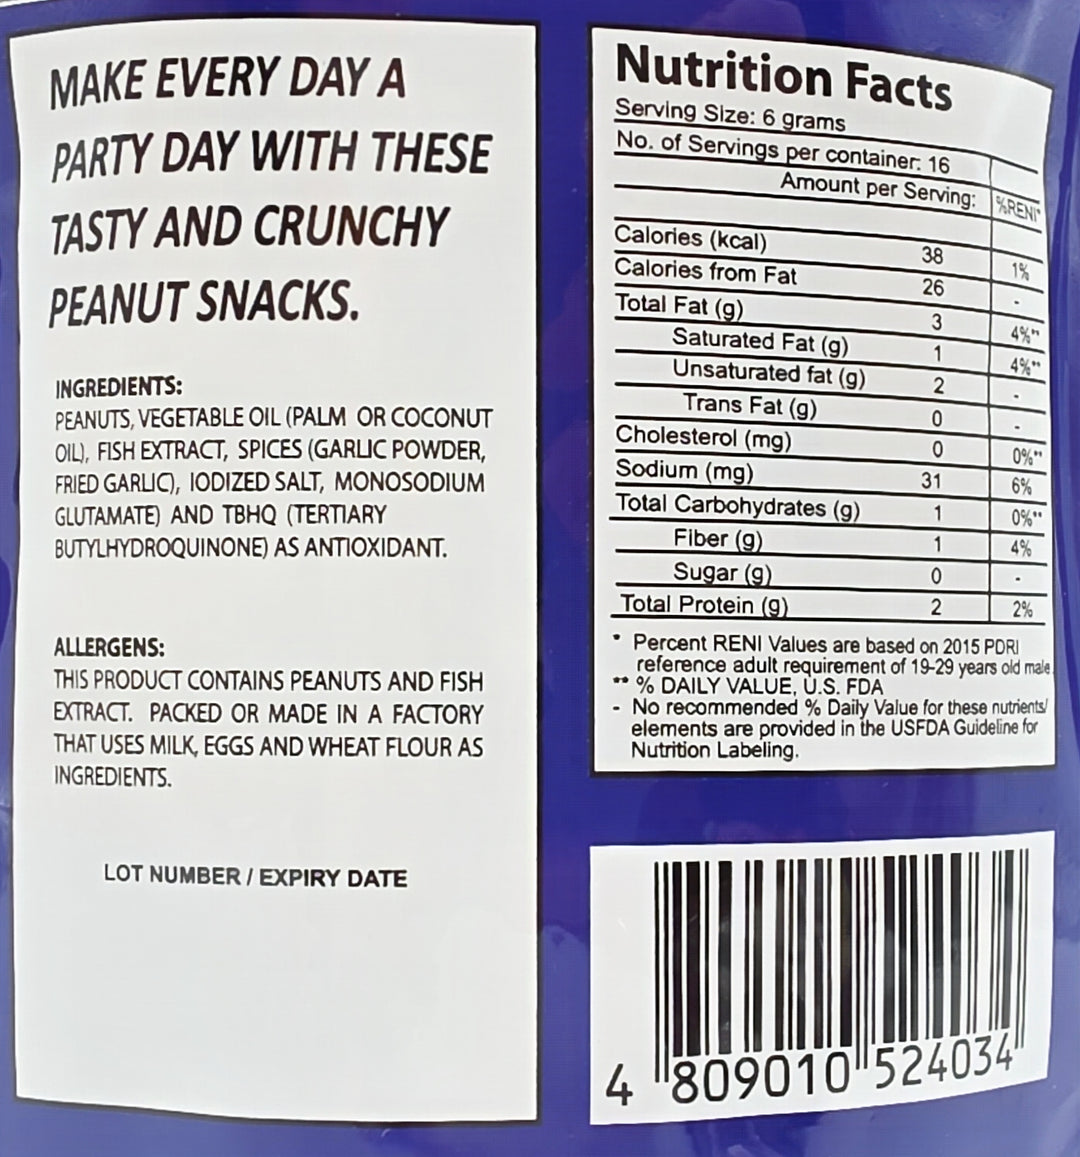 MAKE EVERY DAY A
PARTY DAY WITH THESE
TASTY AND CRUNCHY
PEANUT SNACKS.
INGREDIENTS:
PEANUTS, VEGETABLE OIL (PALM OR COCONUT
OIL), FISH EXTRACT, SPICES (GARLIC POWDER,
FRIED GARLIC), IODIZED SALT, MONOSODIUM
GLUTAMATE) AND TBHQ (TERTIARY
BUTYLHYDROQUINONE) AS ANTIOXIDANT.
ALLERGENS:
THIS PRODUCT CONTAINS PEANUTS AND FISH
EXTRACT. PACKED OR MADE IN A FACTORY
THAT USES MILK, EGGS AND WHEAT FLOUR AS
INGREDIENTS.
LOT NUMBER / EXPIRY DATE
Nutrition Facts
Serving Size: 6 grams
No. of Servings per container: 16
Amount per Serving: %RENI*
Calories (kcal) 38 1%
Calories from Fat 26 -
Total Fat (g) 3 4%**
Saturated Fat (g) 1 4%**
Unsaturated fat (g) 2 -
Trans Fat (g) 0 -
Cholesterol (mg) 0 0%**
Sodium (mg) 31 6%
Total Carbohydrates (g) 1 0%**
Fiber (g) 1 4%
Sugar (g) 0 -
Total Protein (g) 2 2%
* Percent RENI Values are based on 2015 PDRI
reference adult requirement of 19-29 years old male.
** % DAILY VALUE, U.S. FDA
- No recommended % Daily Value for these nutrients/
elements are provided in the USFDA Guideline for
Nutrition Labeling.
4 809010 524034